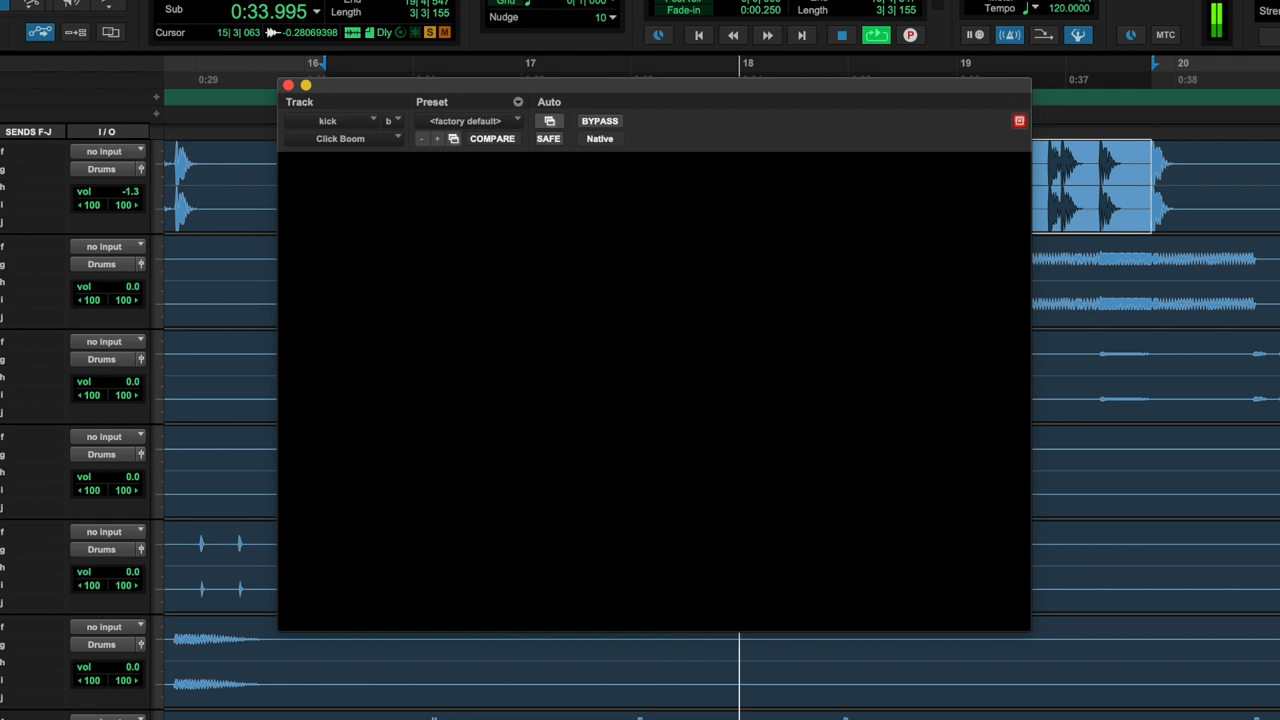 Sub 0:33.995
Length 3| 3| 155
Cursor 15| 3| 063 -0.28069398 Dly S M
Nudge 10
Fade-in 0:00.250
Length 3| 3| 155
Tempo 120.0000
MTC
16 17 18 19 20
0:29 0:37 0:38
Track Preset Auto
kick b <factory default> BYPASS
Click Boom - + COMPARE SAFE Native
SENDS F-J I / O
f no input
g Drums
h vol -1.3
i 100 100
j
f no input
g Drums
h vol 0.0
i 100 100
j
f no input
g Drums
h vol 0.0
i 100 100
j
f no input
g Drums
h vol 0.0
i 100 100
j
f no input
g Drums
h vol 0.0
i 100 100
j
f no input
g Drums
h vol 0.0
i 100 100
j